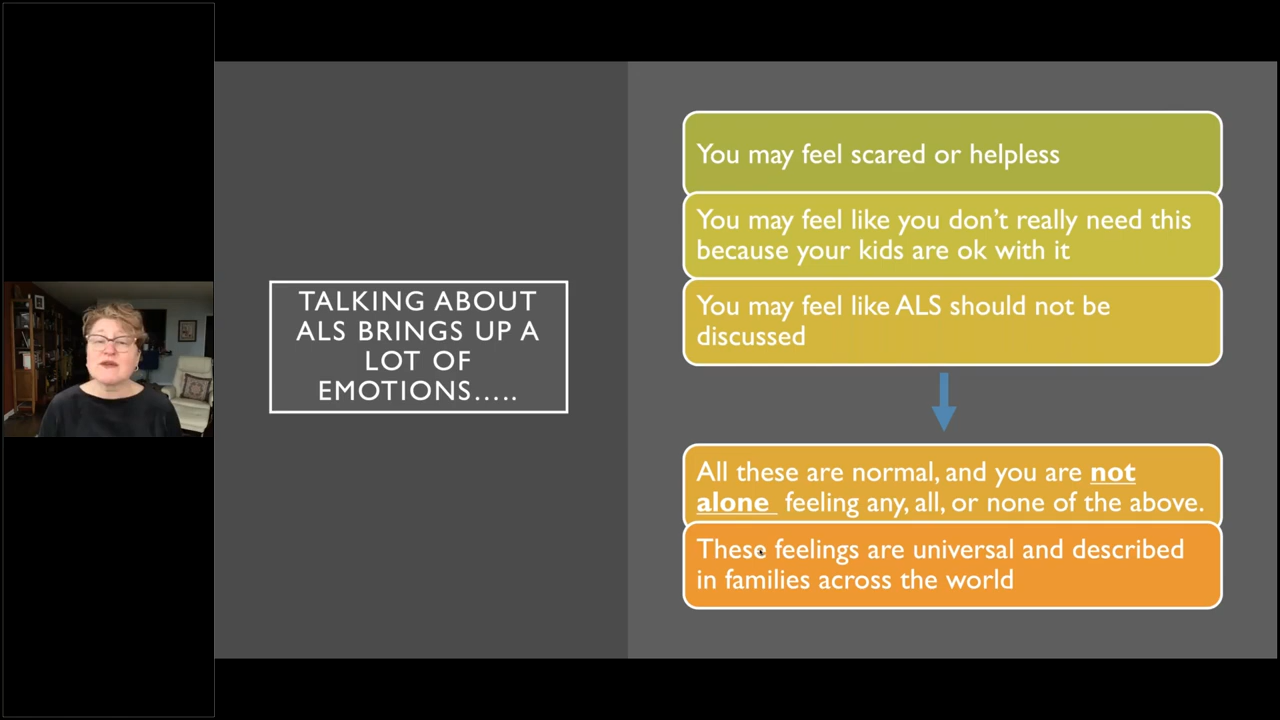 TALKING ABOUT
ALS BRINGS UP A
LOT OF
EMOTIONS.....
You may feel scared or helpless
You may feel like you don’t really need this
because your kids are ok with it
You may feel like ALS should not be
discussed
All these are normal, and you are not
alone feeling any, all, or none of the above.
These feelings are universal and described
in families across the world